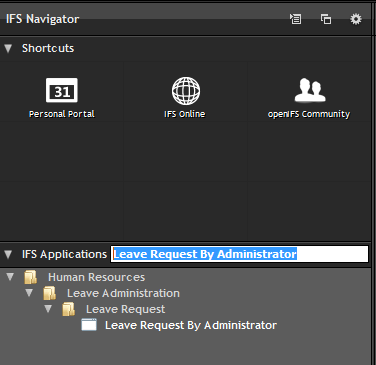 IFS Navigator
Shortcuts
31
Personal Portal
IFS Online
openIFS Community
IFS Applications Leave Request By Administrator
Human Resources
Leave Administration
Leave Request
Leave Request By Administrator